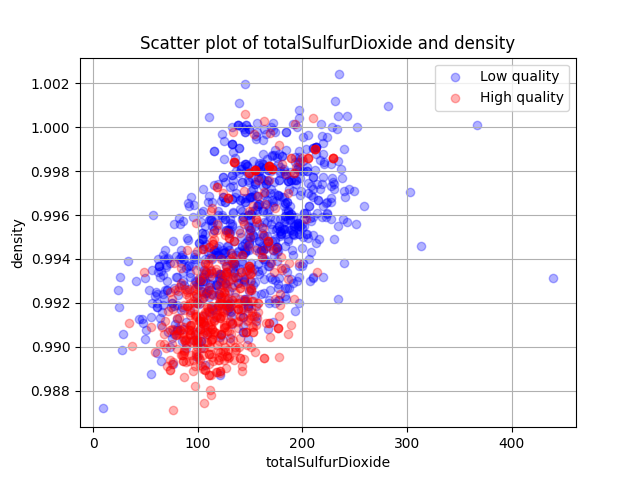 Scatter plot of totalSulfurDioxide and density
Low quality
High quality
1.002
1.000
0.998
0.996
0.994
0.992
0.990
0.988
density
0 100 200 300 400
totalSulfurDioxide